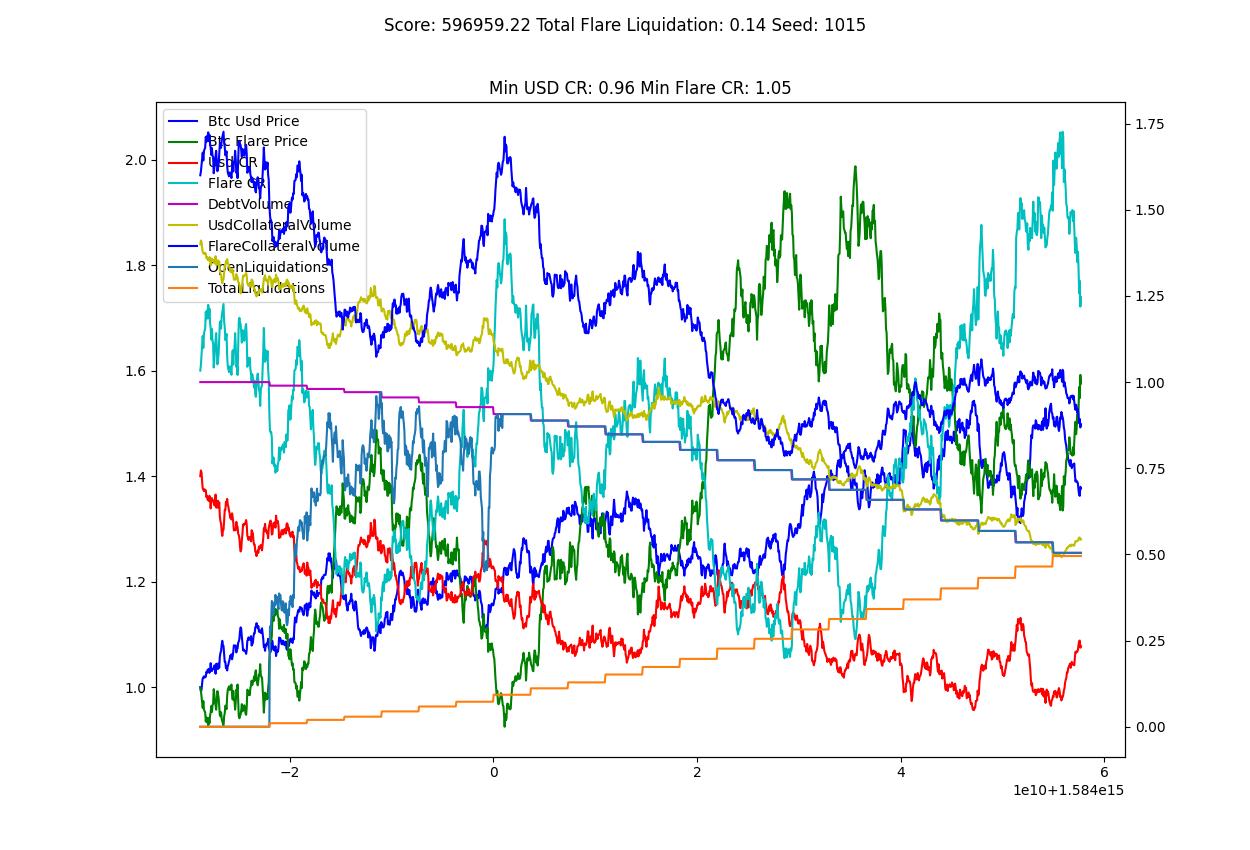 Score: 596959.22 Total Flare Liquidation: 0.14 Seed: 1015
Min USD CR: 0.96 Min Flare CR: 1.05
Btc Usd Price
Btc Flare Price
Usd CR
Flare CR
DebtVolume
UsdCollateralVolume
FlareCollateralVolume
OpenLiquidations
TotalLiquidations
2.0
1.8
1.6
1.4
1.2
1.0
1.75
1.50
1.25
1.00
0.75
0.50
0.25
0.00
−2 0 2 4 6
1e10+1.584e15